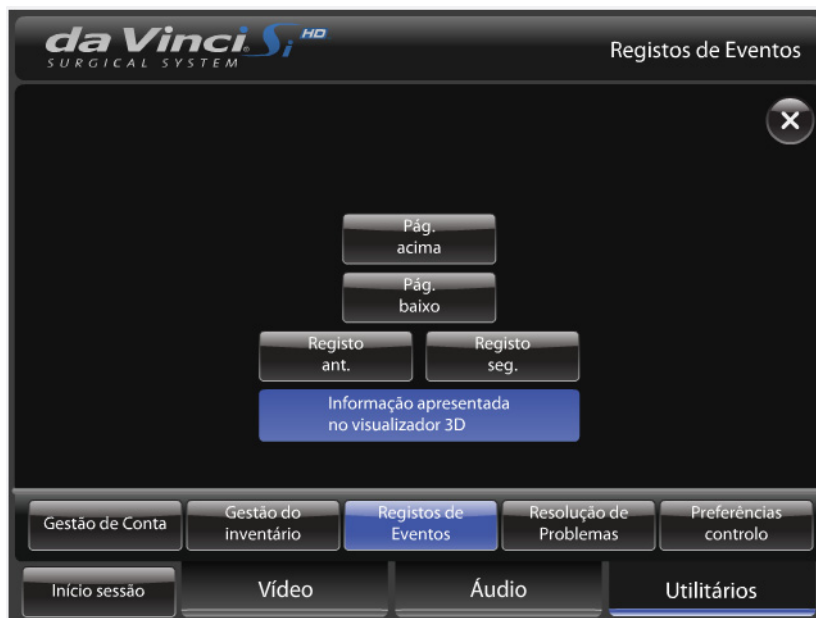 da Vinci. Si HD
SURGICAL SYSTEM
Registos de Eventos
Pág.
acima
Pág.
baixo
Registo
ant.
Registo
seg.
Informação apresentada
no visualizador 3D
Gestão de Conta
Gestão do
inventário
Registos de
Eventos
Resolução de
Problemas
Preferências
controlo
Início sessão
Vídeo
Áudio
Utilitários